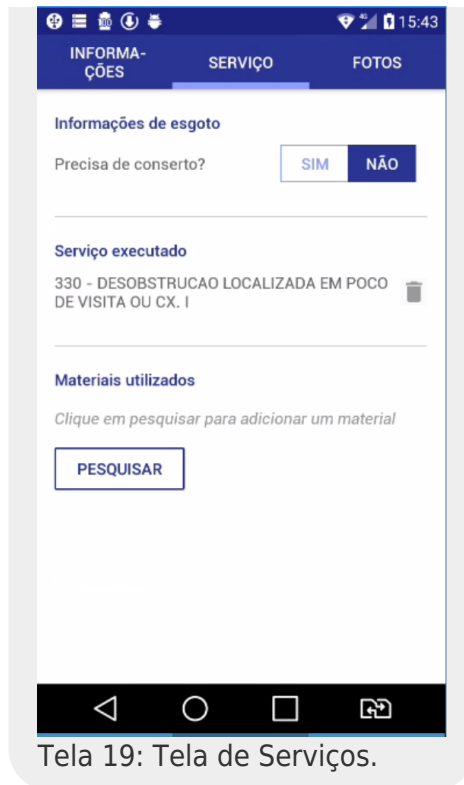 15:43
INFORMA-
ÇÕES
SERVIÇO
FOTOS
Informações de esgoto
Precisa de conserto?
SIM
NÃO
Serviço executado
330 - DESOBSTRUCAO LOCALIZADA EM POCO
DE VISITA OU CX. I
Materiais utilizados
Clique em pesquisar para adicionar um material
PESQUISAR
Tela 19: Tela de Serviços.